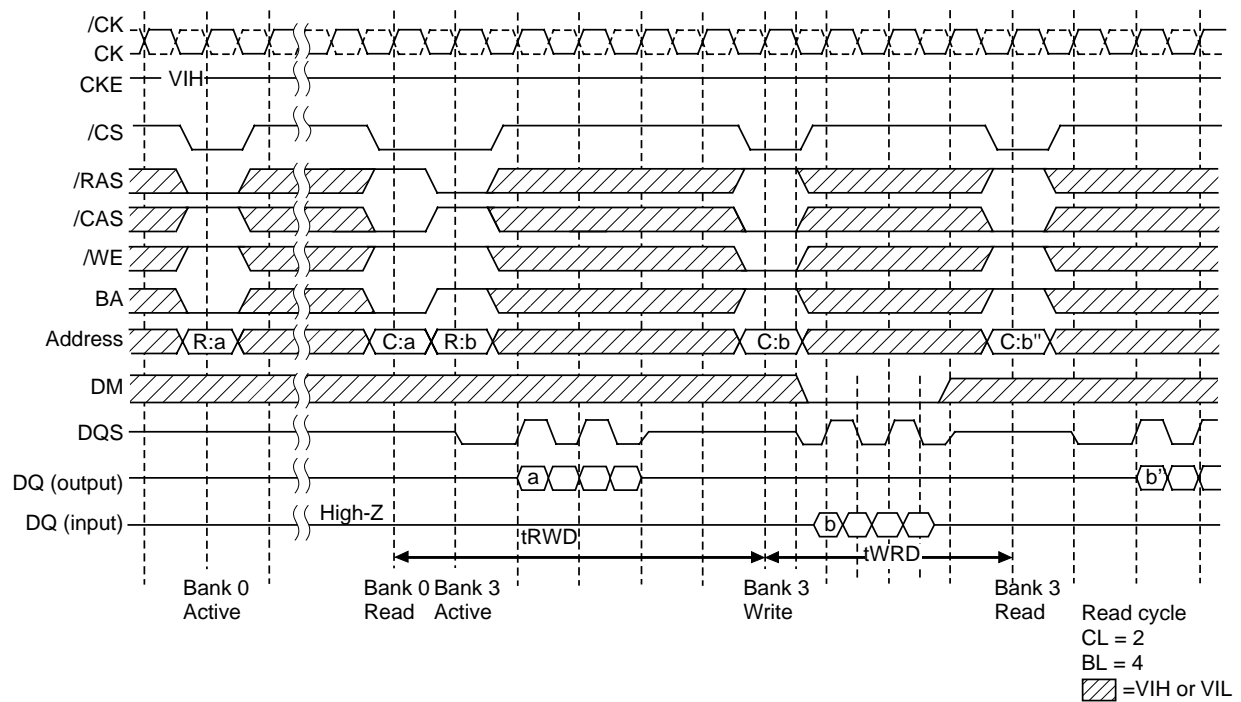 /CK
CK
CKE VIH
/CS
/RAS
/CAS
/WE
BA
Address R:a C:a R:b C:b C:b"
DM
DQS
DQ (output) a b"
DQ (input) High-Z b
tRWD tWRD
Bank 0 Active
Bank 0 Read
Bank 3 Active
Bank 3 Write
Bank 3 Read
Read cycle
CL = 2
BL = 4
=VIH or VIL